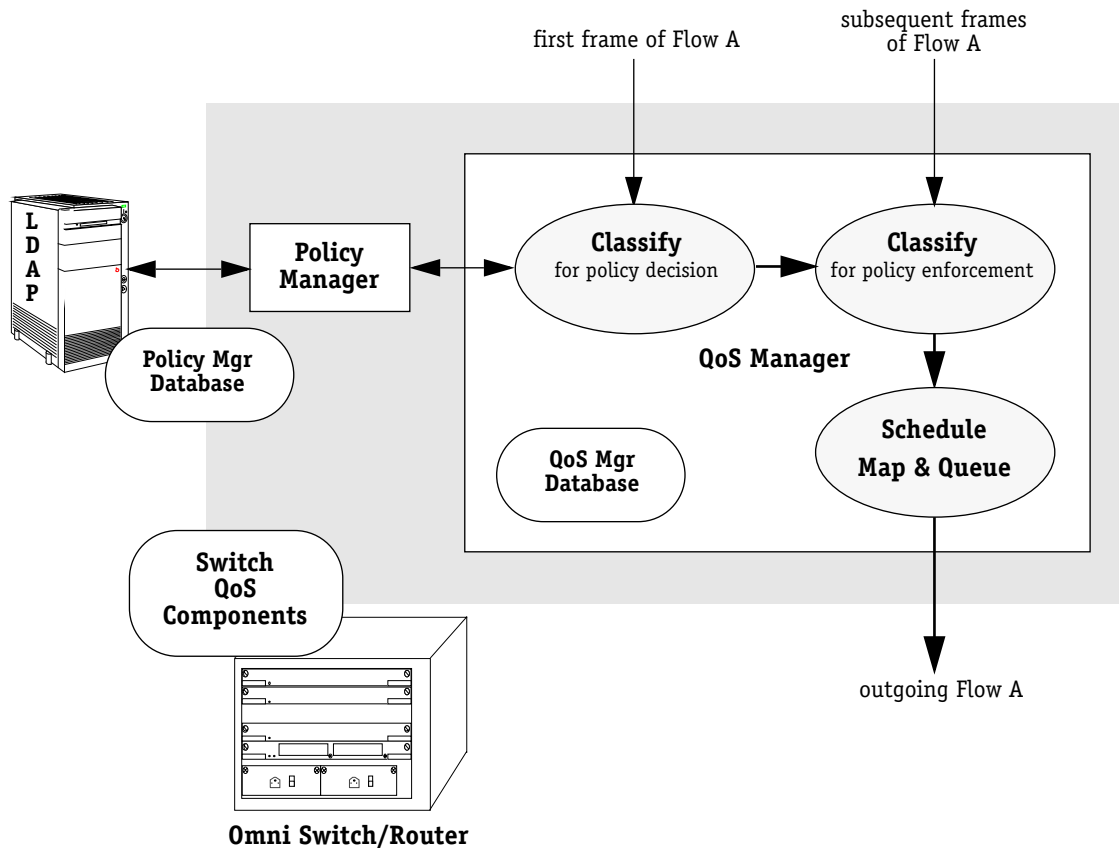 first frame of Flow A
subsequent frames
of Flow A
L
D
A
P
Policy
Manager
Classify
for policy decision
Classify
for policy enforcement
Policy Mgr
Database
QoS Manager
Schedule
Map & Queue
QoS Mgr
Database
Switch
QoS
Components
outgoing Flow A
Omni Switch/Router